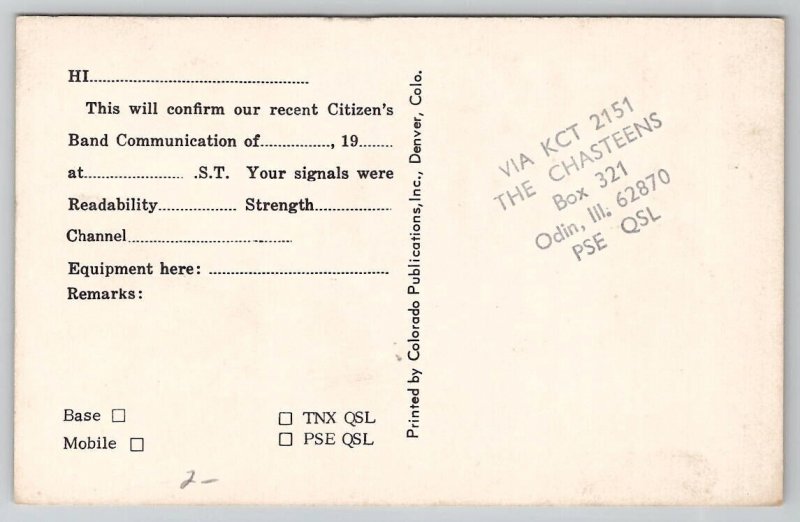 HI..............................
This will confirm our recent Citizen's
Band Communication of..............., 19.......
at..................... .S.T. Your signals were
Readability................ Strength...............
Channel..................................
Equipment here: ..................................
Remarks:
Base ☐
Mobile ☐
☐ TNX QSL
☐ PSE QSL
2-
Printed by Colorado Publications, Inc., Denver, Colo.
VIA KCT 2151
THE CHASTEENS
Box 321
Odin, Ill. 62870
PSE QSL